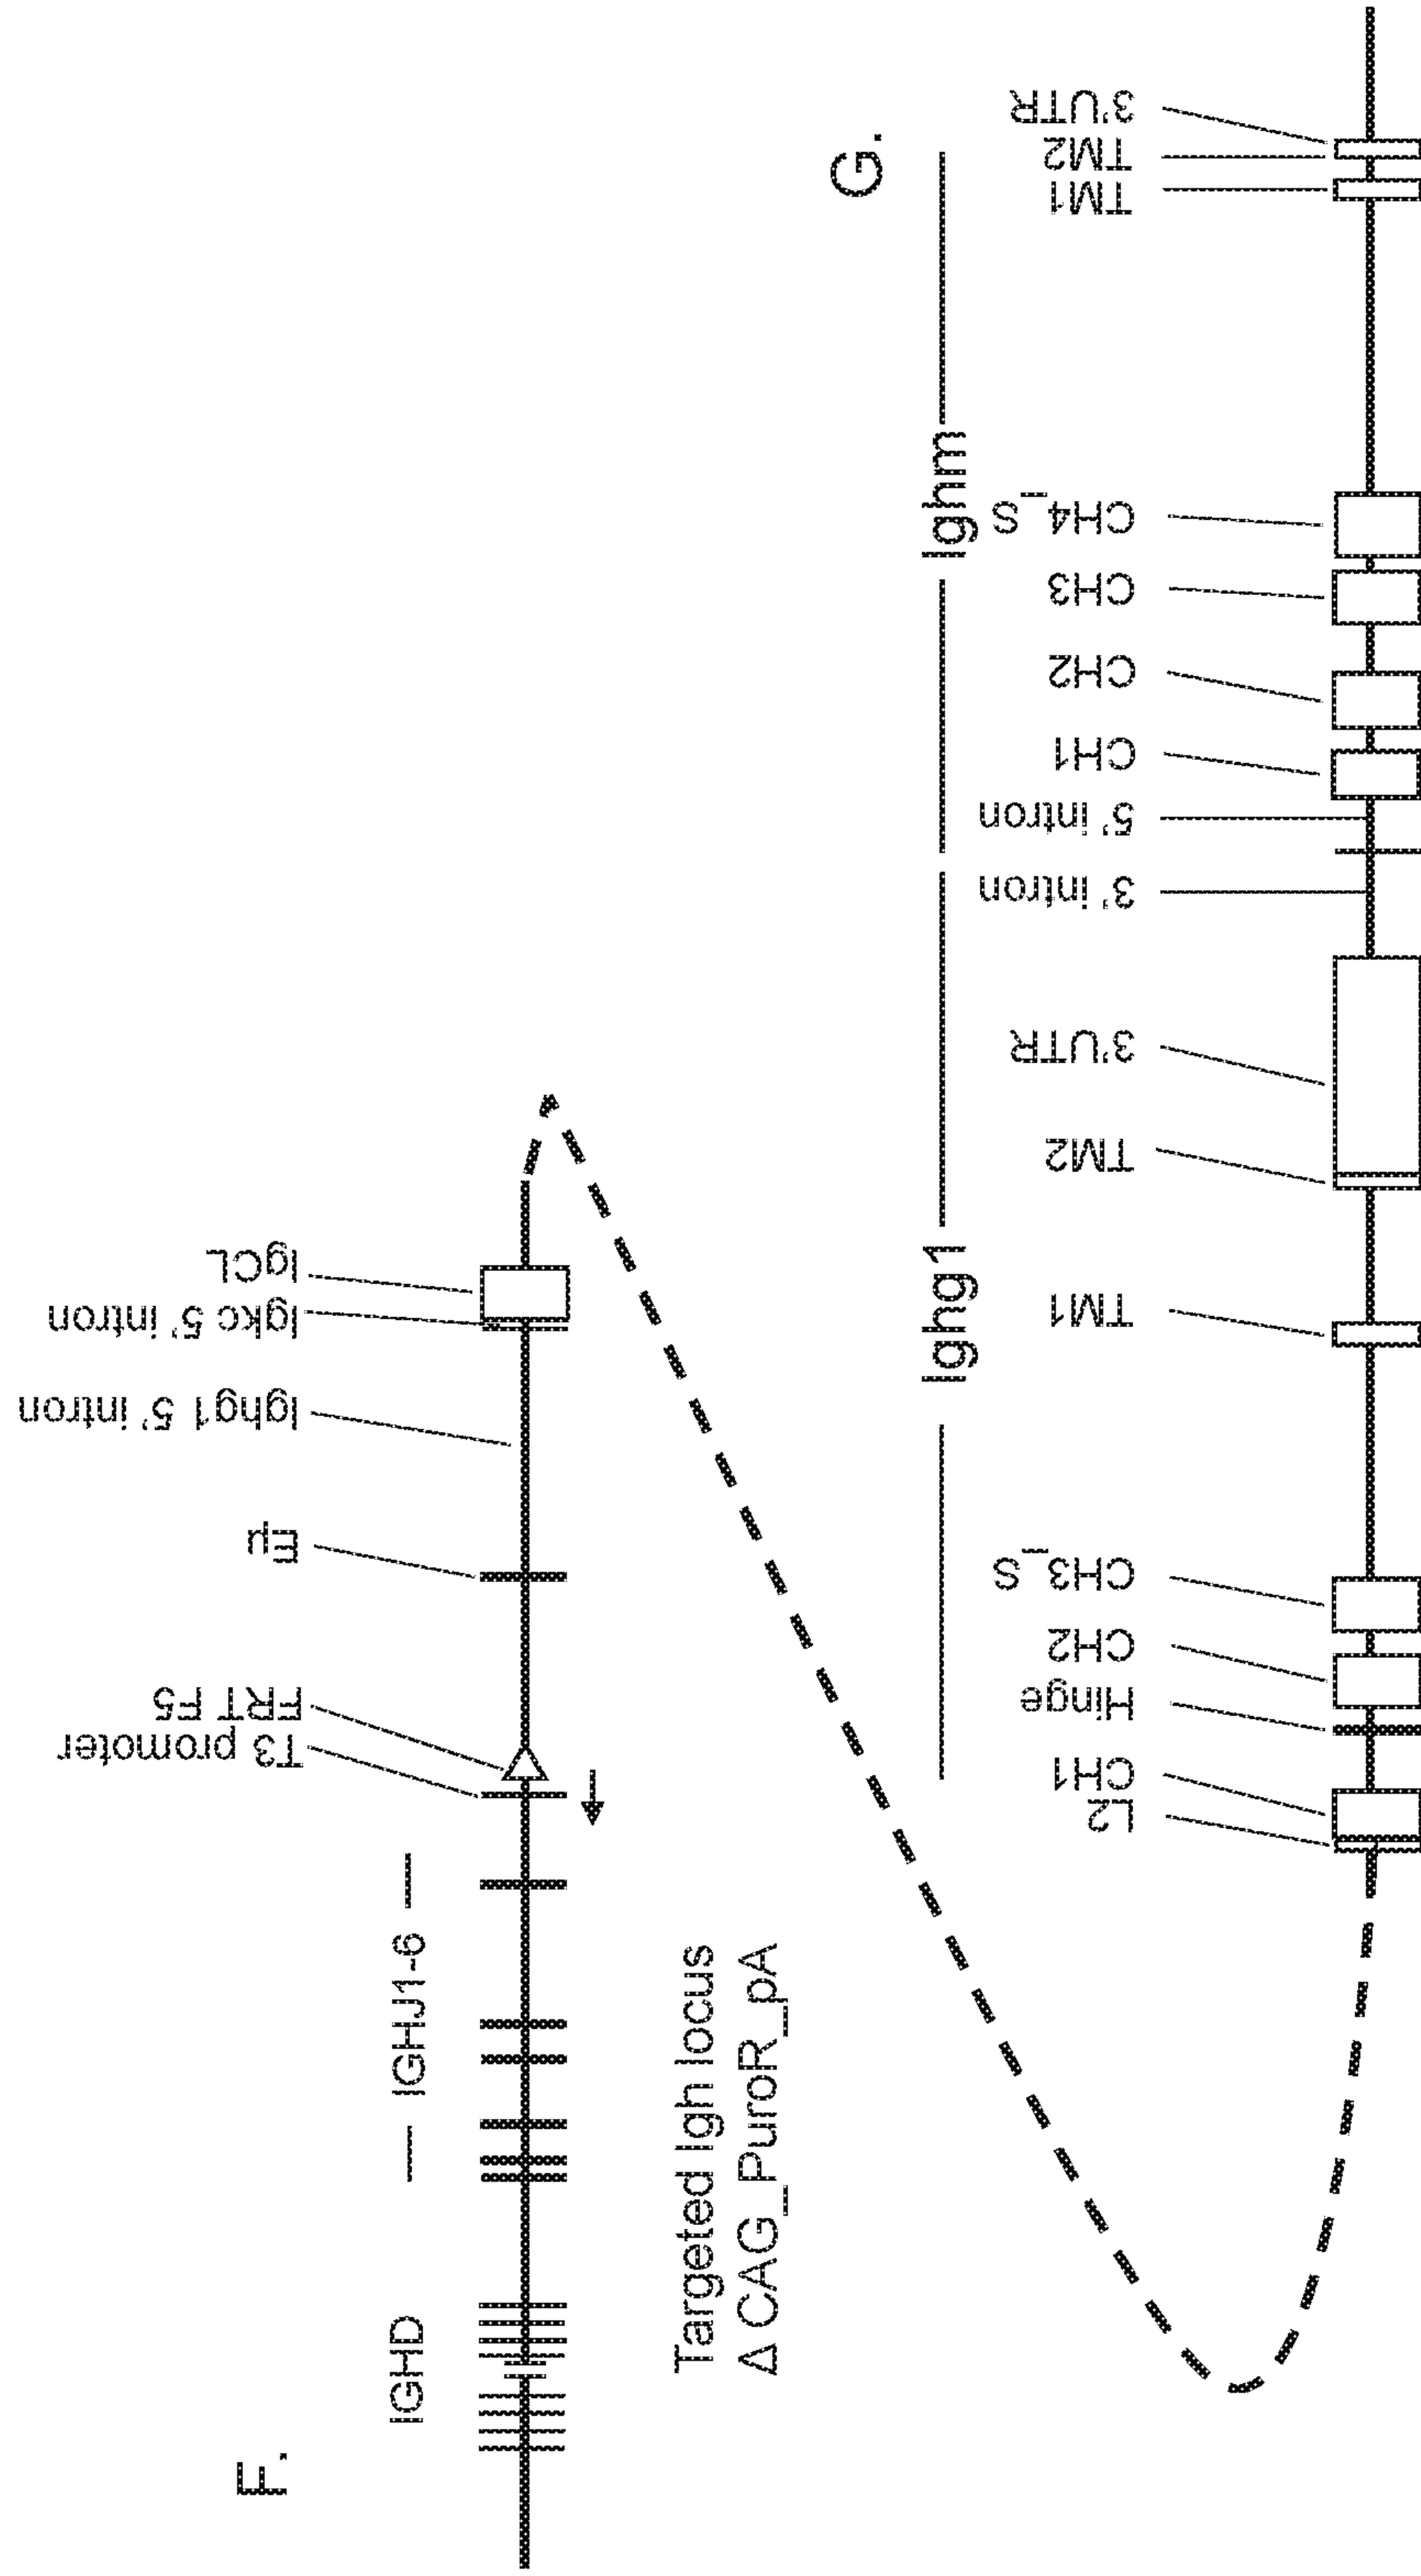 F.
IGHD
— IGHJ1-6 —
T3 promoter
FRT F5
Eμ
Ighg1 5' intron
Igkc 5' intron
IgCL
Targeted Igh locus
Δ CAG_PuroR_pA
G.
Ighg1
Ighm
L2
CH1
Hinge
CH2
CH3_S
TM1
TM2
3'UTR
3' intron
5' intron
CH1
CH2
CH3
CH4_S
TM1
TM2
3'UTR